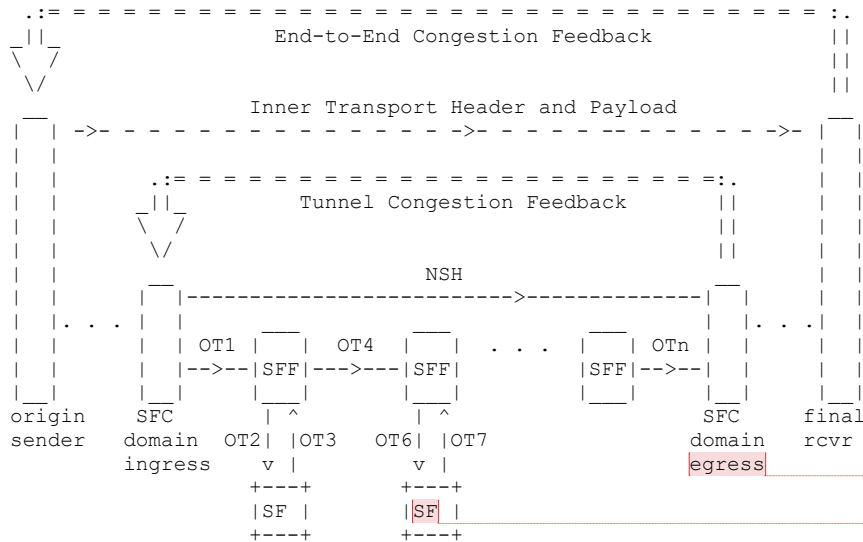 End-to-End Congestion Feedback
Inner Transport Header and Payload
Tunnel Congestion Feedback
NSH
OT1 OT4 . . . OTn
SFF SFF SFF
origin SFC SFC final
sender domain OT2 OT3 OT6 OT7 domain rcvr
ingress egress
SF SF